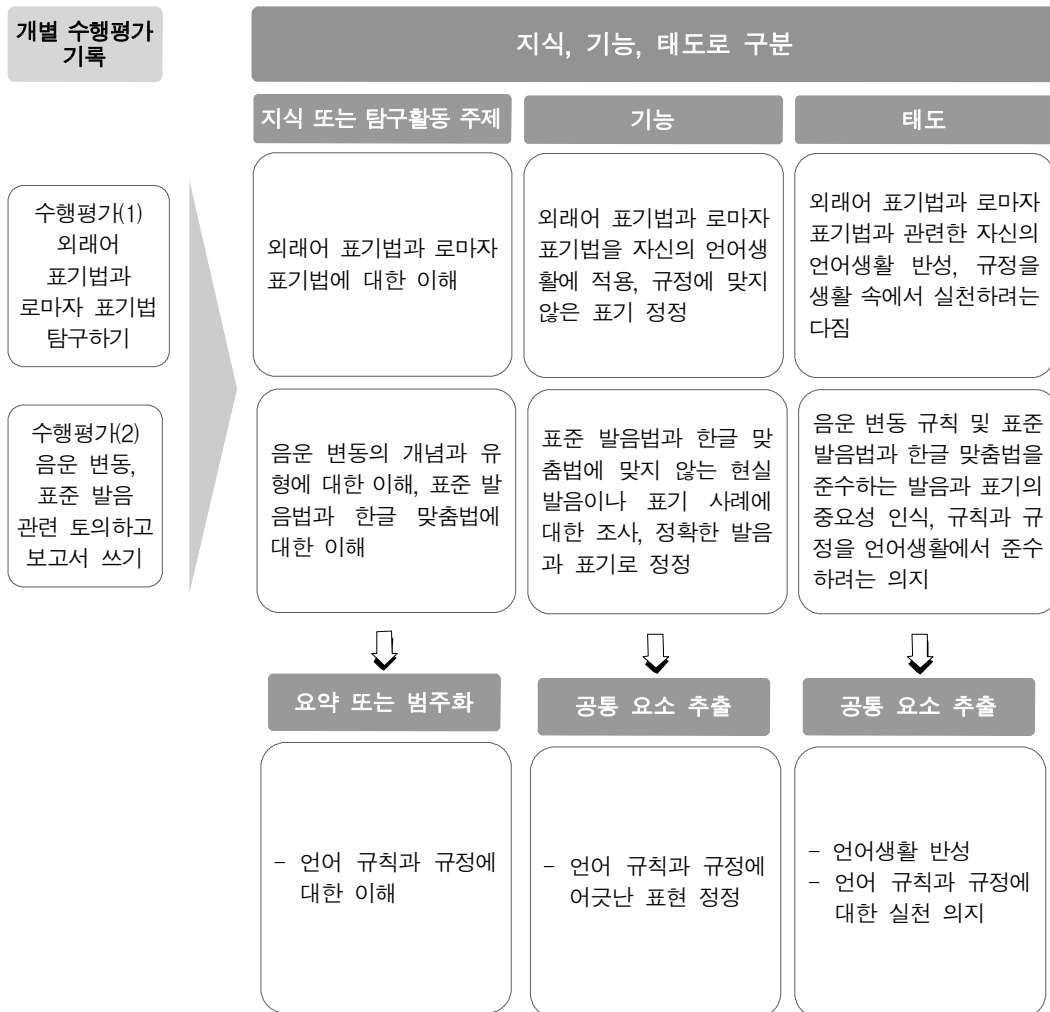 개별 수행평가
기록
지식, 기능, 태도로 구분
지식 또는 탐구활동 주제
기능
태도
수행평가(1)
외래어
표기법과
로마자 표기법
탐구하기
외래어 표기법과 로마자
표기법에 대한 이해
외래어 표기법과 로마자
표기법을 자신의 언어생
활에 적용, 규정에 맞지
않은 표기 정정
외래어 표기법과 로마자
표기법과 관련한 자신의
언어생활 반성, 규정을
생활 속에서 실천하려는
다짐
수행평가(2)
음운 변동,
표준 발음
관련 토의하고
보고서 쓰기
음운 변동의 개념과 유
형에 대한 이해, 표준 발
음법과 한글 맞춤법에
대한 이해
표준 발음법과 한글 맞
춤법에 맞지 않는 현실
발음이나 표기 사례에
대한 조사, 정확한 발음
과 표기로 정정
음운 변동 규칙 및 표준
발음법과 한글 맞춤법을
준수하는 발음과 표기의
중요성 인식, 규칙과 규
정을 언어생활에서 준수
하려는 의지
요약 또는 범주화
공통 요소 추출
공통 요소 추출
- 언어 규칙과 규정에
대한 이해
- 언어 규칙과 규정에
어긋난 표현 정정
- 언어생활 반성
- 언어 규칙과 규정에
대한 실천 의지